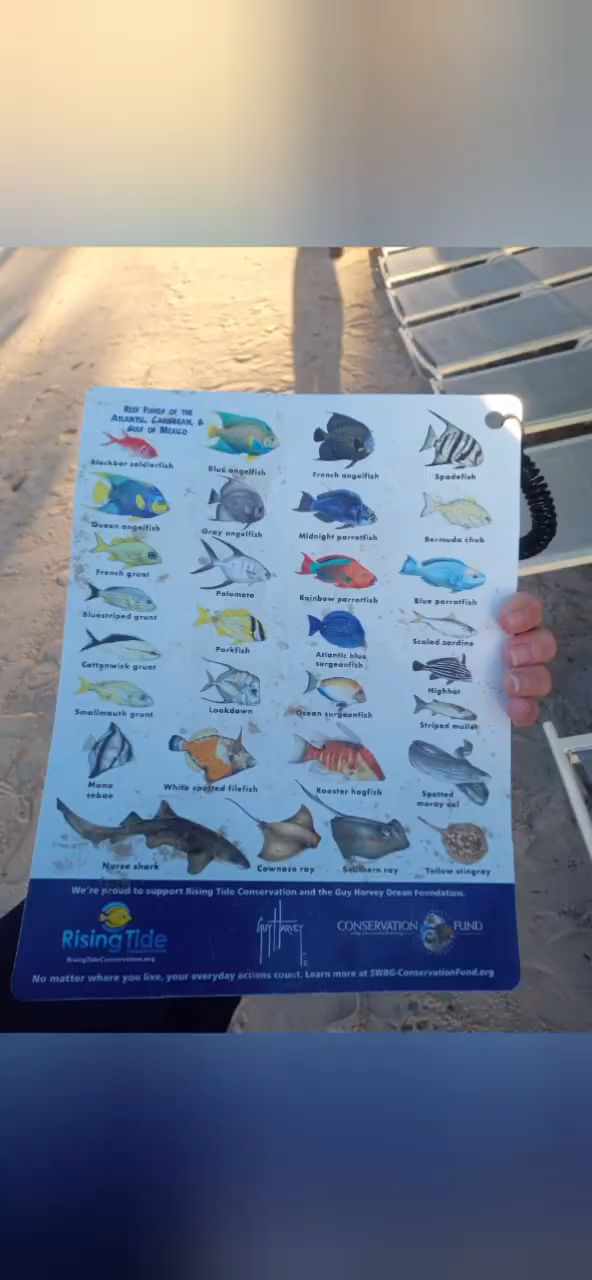 REEF FISHES OF THE
ATLANTIC, CARIBBEAN, &
GULF OF MEXICO
Blackbar soldierfish
Blue angelfish
French angelfish
Spadefish
Queen angelfish
Gray angelfish
Midnight parrotfish
Bermuda chub
French grunt
Palometa
Rainbow parrotfish
Blue parrotfish
Bluestriped grunt
Porkfish
Atlantic blue
surgeonfish
Scaled sardine
Cottonwick grunt
Lookdown
Ocean surgeonfish
Highhat
Smallmouth grunt
Striped mullet
Mono
sebae
White spotted filefish
Rooster hogfish
Spotted
moray eel
Nurse shark
Cownose ray
Southern ray
Yellow stingray
We're proud to support Rising Tide Conservation and the Guy Harvey Ocean Foundation.
Rising Tide
RisingTideConservation.org
GUY HARVEY
CONSERVATION FUND
No matter where you live, your everyday actions count. Learn more at SWBG-ConservationFund.org